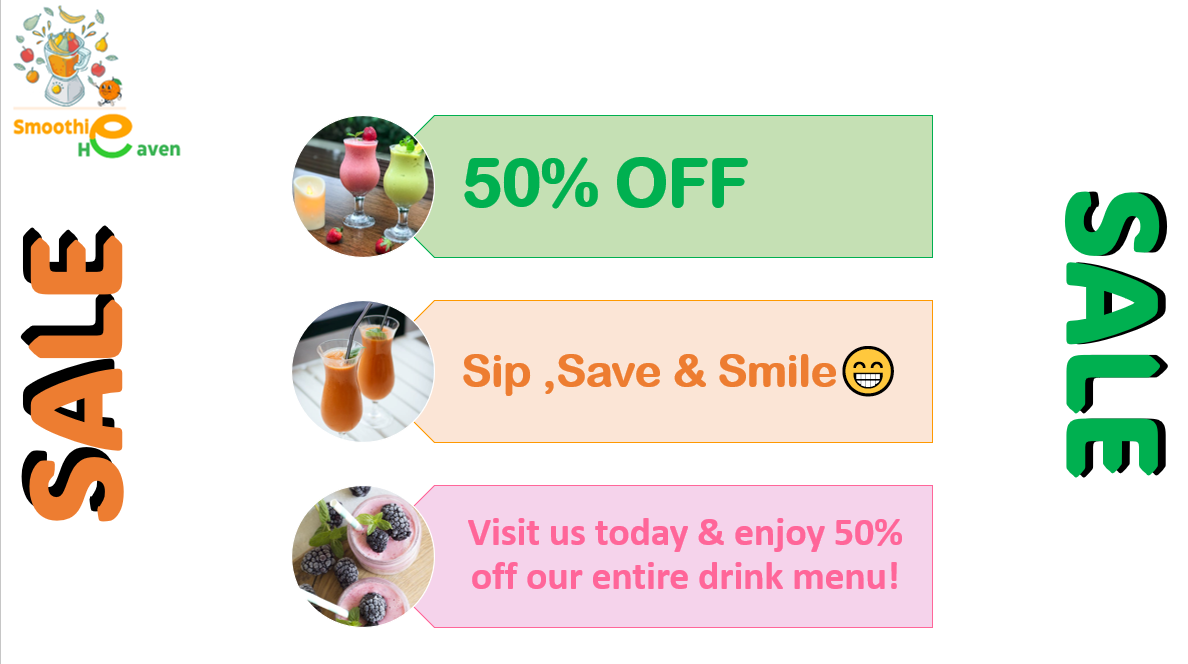 Smoothie
Heaven
SALE
50% OFF
Sip ,Save & Smile
Visit us today & enjoy 50%
off our entire drink menu!
SALE